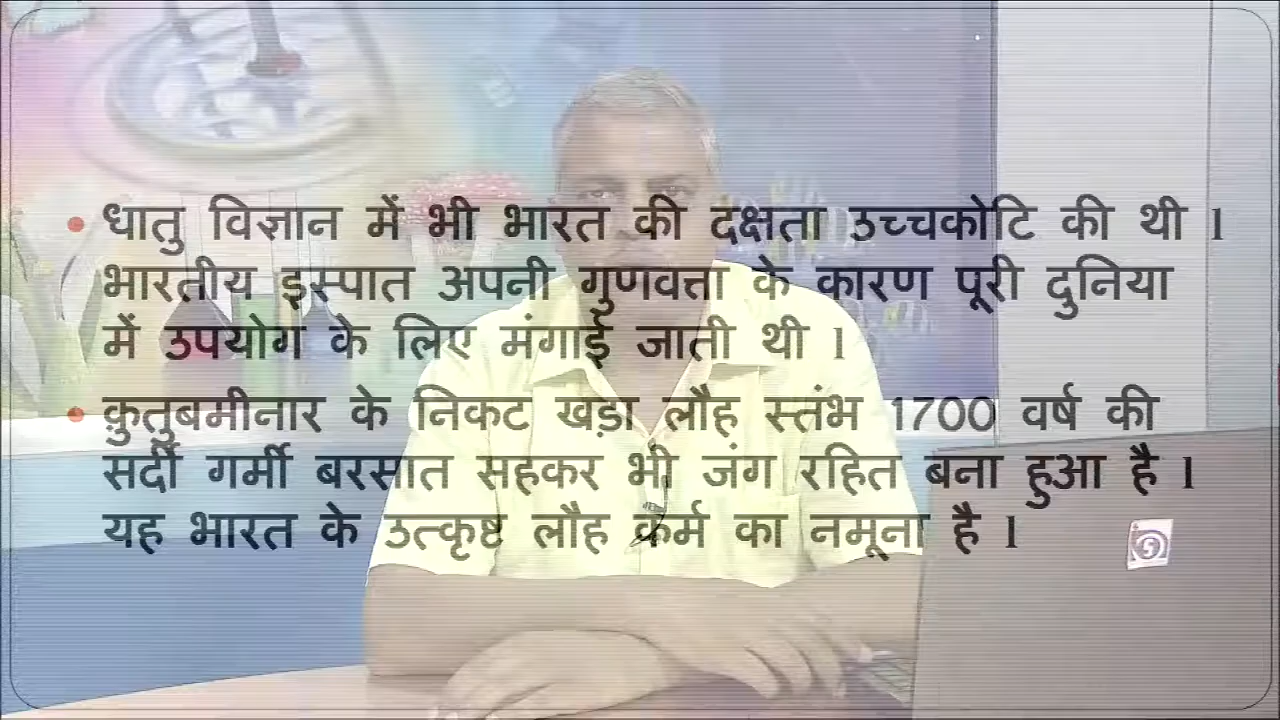 • धातु विज्ञान में भी भारत की दक्षता उच्चकोटि की थी l
भारतीय इस्पात अपनी गुणवत्ता के कारण पूरी दुनिया
में उपयोग के लिए मंगाई जाती थी l
• क़ुतुबमीनार के निकट खड़ा लौह स्तंभ 1700 वर्ष की
सर्दी गर्मी बरसात सहकर भी जंग रहित बना हुआ है l
यह भारत के उत्कृष्ट लौह क्रर्म का नमूना है l